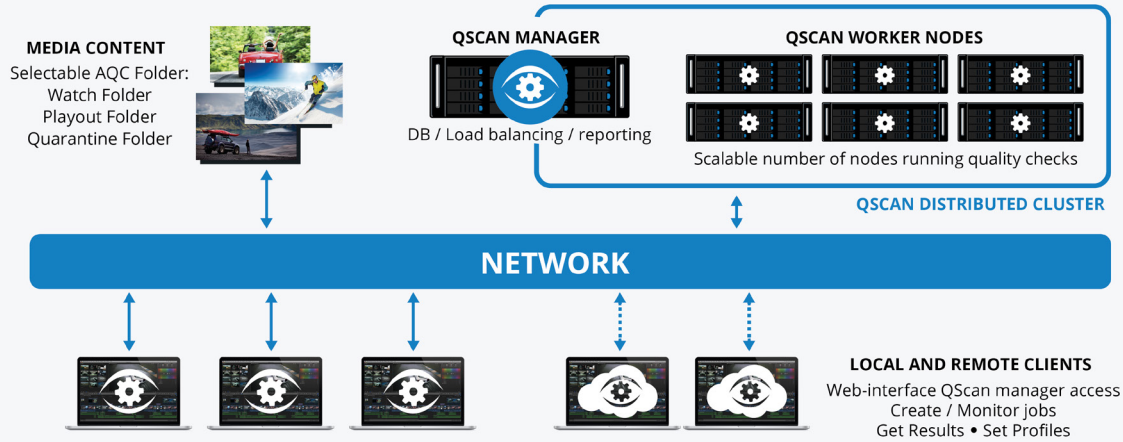 MEDIA CONTENT
Selectable AQC Folder:
Watch Folder
Playout Folder
Quarantine Folder
QSCAN MANAGER
DB / Load balancing / reporting
QSCAN WORKER NODES
Scalable number of nodes running quality checks
QSCAN DISTRIBUTED CLUSTER
NETWORK
LOCAL AND REMOTE CLIENTS
Web-interface QScan manager access
Create / Monitor jobs
Get Results • Set Profiles